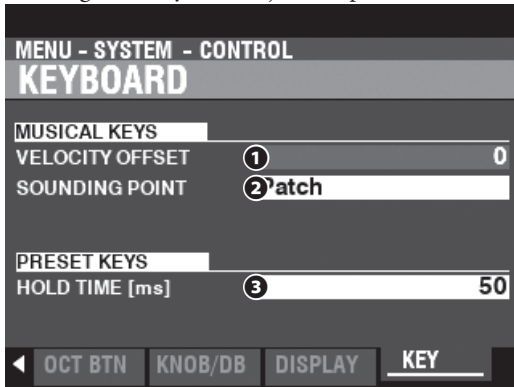 MENU - SYSTEM - CONTROL
KEYBOARD
MUSICAL KEYS
VELOCITY OFFSET 1 0
SOUNDING POINT 2 Patch
PRESET KEYS
HOLD TIME [ms] 3 50
OCT BTN KNOB/DB DISPLAY KEY